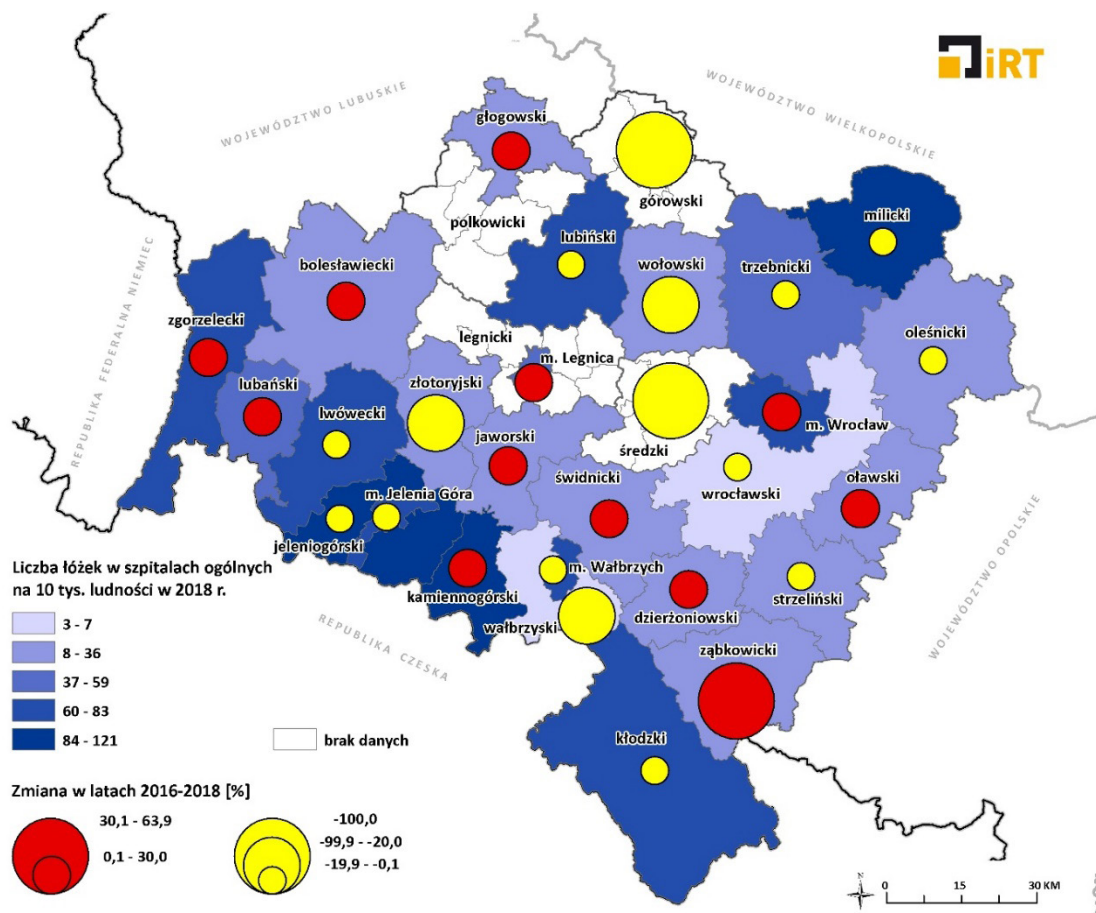 iRT
WOJEWÓDZTWO LUBUSKIE
WOJEWÓDZTWO WIELKOPOLSKIE
głogowski
górowski
milicki
polkowicki
lubiński
wołowski
trzebnicki
bolesławiecki
REPUBLIKA FEDERALNA NIEMIEC
zgorzelecki
legnicki
oleśnicki
m. Legnica
lubański
złotoryjski
lwówecki
m. Wrocław
jaworski
średzki
świdnicki
wrocławski
oławski
m. Jelenia Góra
jeleniogórski
WOJEWÓDZTWO OPOLSKIE
m. Wałbrzych
kamiennogórski
strzeliński
dzierżoniowski
wałbrzyski
REPUBLIKA CZESKA
ząbkowicki
kłodzki
Liczba łóżek w szpitalach ogólnych
na 10 tys. ludności w 2018 r.
3 - 7
8 - 36
37 - 59
60 - 83
84 - 121
brak danych
Zmiana w latach 2016-2018 [%]
30,1 - 63,9
0,1 - 30,0
-100,0
-99,9 - -20,0
-19,9 - -0,1
N
0 15 30 KM